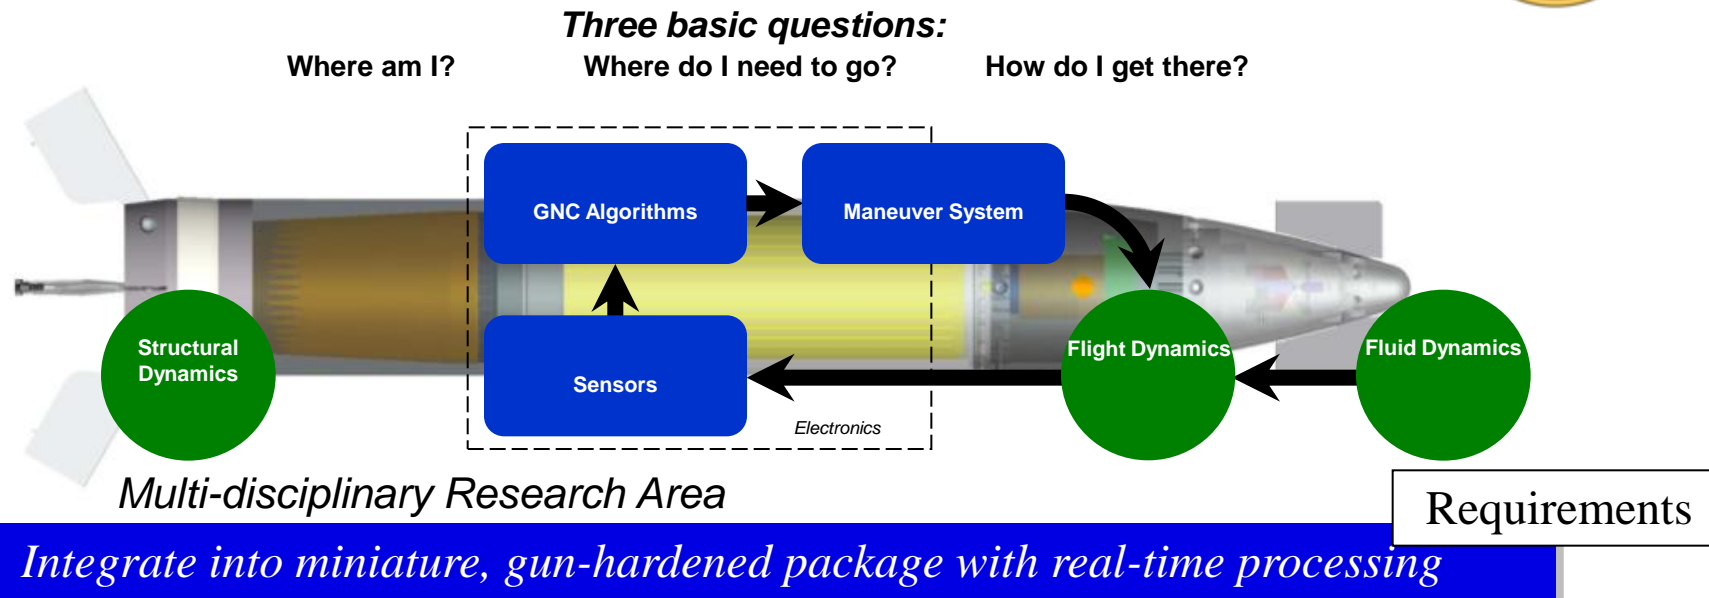 Three basic questions:
Where am I?
Where do I need to go?
How do I get there?
GNC Algorithms
Maneuver System
Structural
Dynamics
Sensors
Flight Dynamics
Fluid Dynamics
Electronics
Multi-disciplinary Research Area
Requirements
Integrate into miniature, gun-hardened package with real-time processing